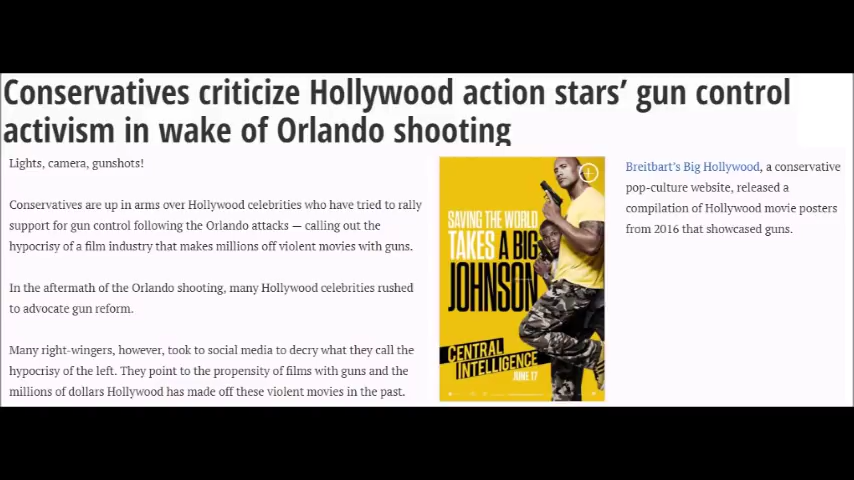 Conservatives criticize Hollywood action stars' gun control
activism in wake of Orlando shooting
Lights, camera, gunshots!
Conservatives are up in arms over Hollywood celebrities who have tried to rally
support for gun control following the Orlando attacks — calling out the
hypocrisy of a film industry that makes millions off violent movies with guns.
In the aftermath of the Orlando shooting, many Hollywood celebrities rushed
to advocate gun reform.
Many right-wingers, however, took to social media to decry what they call the
hypocrisy of the left. They point to the propensity of films with guns and the
millions of dollars Hollywood has made off these violent movies in the past.
SAVING THE WORLD
TAKES A BIG
JOHNSON
CENTRAL
INTELLIGENCE
JUNE 17
Breitbart's Big Hollywood, a conservative
pop-culture website, released a
compilation of Hollywood movie posters
from 2016 that showcased guns.